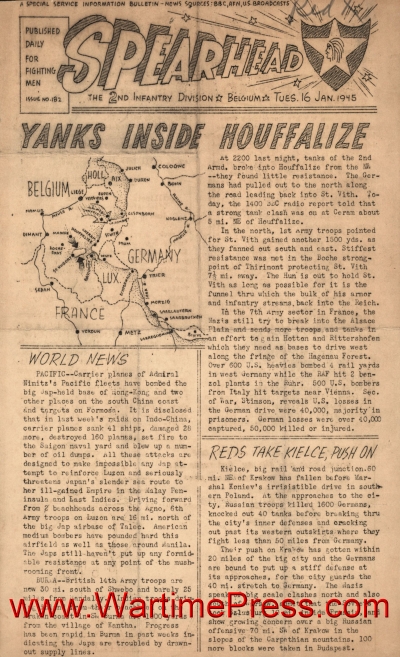 A SPECIAL SERVICE INFORMATION BULLETIN - NEWS SOURCES: BBC, AFN, US. BROADCASTS
PUBLISHED
DAILY
FOR
FIGHTING
MEN
ISSUE NO. 182
SPEARHEAD
THE 2ND INFANTRY DIVISION ☆ BELGIUM ☆ TUES. 16 JAN. 1945
YANKS INSIDE HOUFFALIZE
HOLL
BELGIUM
GERMANY
LUX.
FRANCE
COLOGNE
BONN
DUREN
AIX
LIEGE
DINANT
SEDAN
VERDUN
METZ
TRIER
At 2200 last night, tanks of the 2nd
Armd. broke into Houffalize from the
--they found little resistance. The Ger-
mans had pulled out to the north along
the road leading back into St. Vith. To-
day, the 1400 BBC radio report told that
a strong tank clash was on at Coram about
5 mi. NE of Houffalize.
In the north, 1st army troops pointed
for St. Vith gained another 1500 yds. as
they fanned out south and east. Stiffest
resistance was met in the Boche strong-
point of Thirimont protecting St. Vith
7½ mi. away. The Hun is out to hold St.
Vith as long as possible for it is the
funnel thru which the bulk of his armor
and infantry streams back into the Reich.
In the 7th Army sector in France, the
Nazis still try to break into the Alsace
Plain and sends more troops and tanks in
an effort to gain Hatten and Rittershofen
which they need as bases to drive west
along the fringe of the Haganau Forest.
Over 600 U.S. heavies bombed 4 rail yards
in west Germany while the RAF hit 2 ben-
zol plants in the Ruhr. 500 U.S. bombers
from Italy hit targets near Vienna. Sec.
of War, Stimson, reveals U.S. losses in
the German drive were 40,000, majority in
prisoners. German losses were over 40,000
captured, 50,000 killed or injured.
WORLD NEWS
PACIFIC--Carrier planes of Admiral
Nimitz's Pacific fleets have bombed the
big Jap-held base of Hong-Kong and two
other places on the south China coast
and targets on Formosa. It is disclosed
that in last week's raids on Indo-China,
carrier planes sank 41 ships, damaged 28
more, destroyed 160 planes, set fire to
the Saigon naval yard and blew up a num-
ber of oil dumps. All these attacks are
designed to make impossible any Jap at-
tempt to reinforce Luzon and seriously
threatens Japan's slender sea route to
her ill-gained Empire in the Malay Pen-
insula and East Indies. Driving forward
from 2 beachheads across the Agno, 6th
Army troops on Luzon are 16 mi. north of
the big Jap airbase of Talac. American
medium bombers have pounded hard this
airfield as well as those around Manila.
The Japs still haven't put up any formid-
able resistance at any point of the mush-
rooming front.
BURMA--British 14th Army troops are
now 30 mi. south of Shwebo and barely 25
from the village of
has been rapid in Burma in past weeks in-
dicating the Japs are troubled by drawn-
out supply lines.
REDS TAKE KIELCE, PUSH ON
Kielce, big rail and road junction 60
mi. NE of Krakow has fallen before Mar-
shal Konlev's irrisistible drive in south-
ern Poland. At the approaches to the ci-
ty, Russian troops killed 1600 Germans,
knocked out 40 tanks before breaking thru
the city's inner defenses and cracking
out past its western outskirts where they
fight less than 50 miles from Germany.
Their push on Krakow has gotten within
20 miles of the big city and the Germans
are bound to put up a stiff defense at
its approaches, for the city guards the
40 mi. stretch to Germany. The Nazis
show growing concern over a big Russian
offensive 70 mi. SW of Krakow in the
slopes of the Carpathian mountains. 100
more blocks were taken in Budapest.
www.WartimePress.com